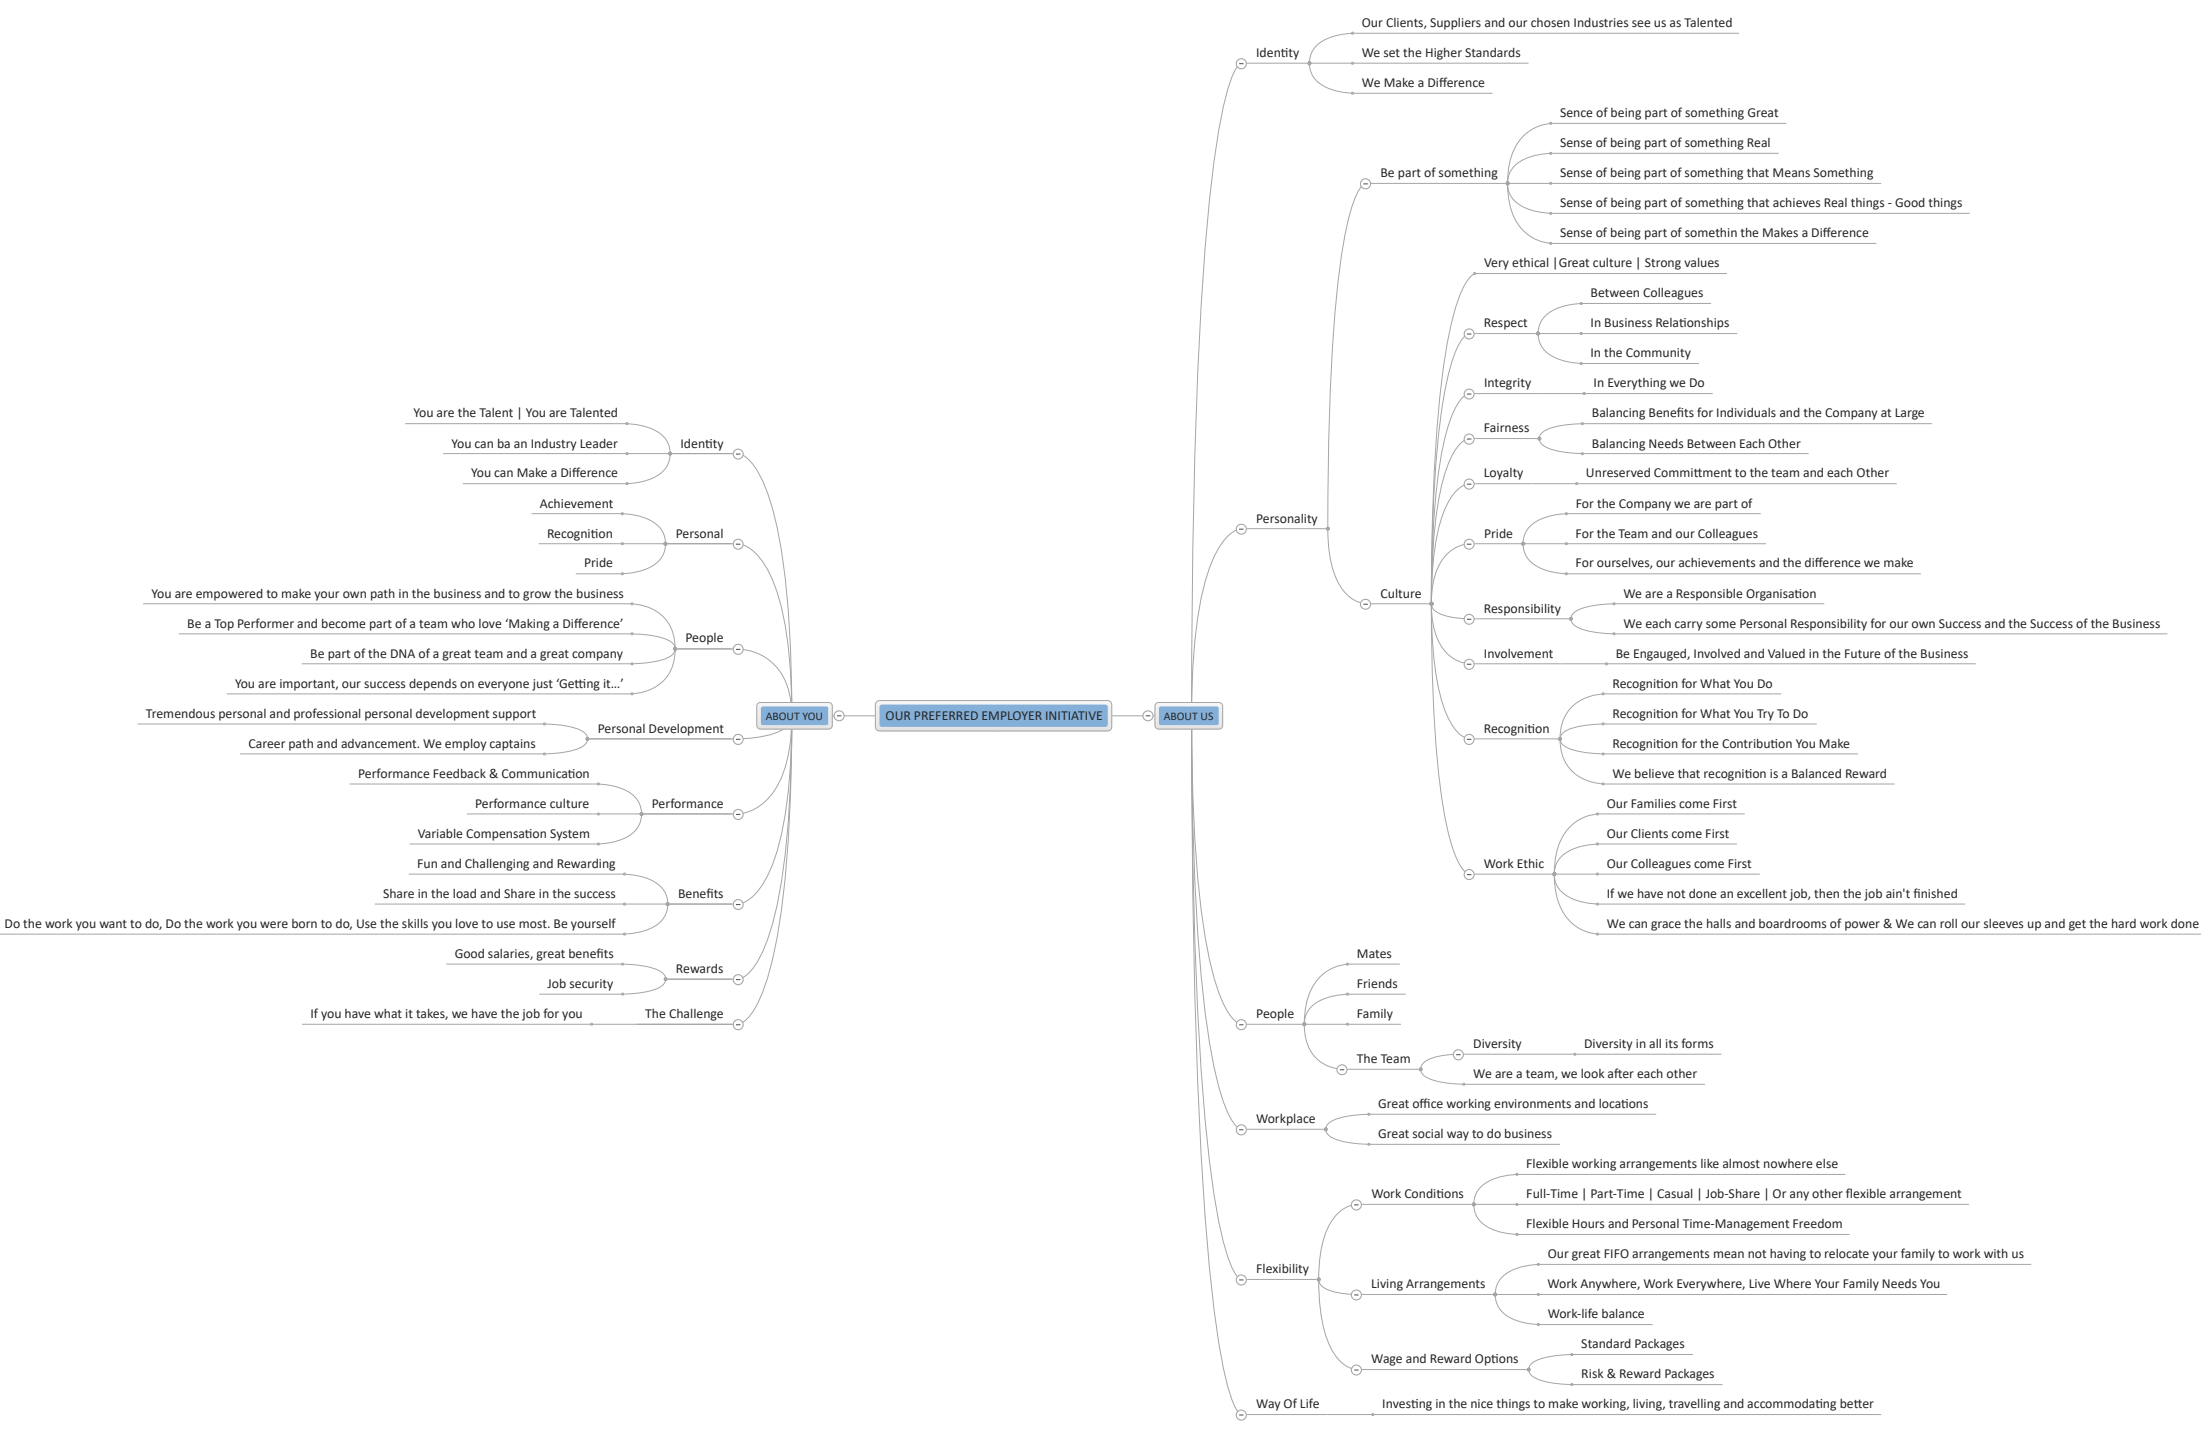 OUR PREFERRED EMPLOYER INITIATIVE
ABOUT YOU
Identity
You are the Talent | You are Talented
You can ba an Industry Leader
You can Make a Difference
Personal
Achievement
Recognition
Pride
People
You are empowered to make your own path in the business and to grow the business
Be a Top Performer and become part of a team who love ‘Making a Difference’
Be part of the DNA of a great team and a great company
You are important, our success depends on everyone just ‘Getting it...’
Personal Development
Tremendous personal and professional personal development support
Career path and advancement. We employ captains
Performance
Performance Feedback & Communication
Performance culture
Variable Compensation System
Benefits
Fun and Challenging and Rewarding
Share in the load and Share in the success
Do the work you want to do, Do the work you were born to do, Use the skills you love to use most. Be yourself
Rewards
Good salaries, great benefits
Job security
The Challenge
If you have what it takes, we have the job for you
ABOUT US
Identity
Our Clients, Suppliers and our chosen Industries see us as Talented
We set the Higher Standards
We Make a Difference
Personality
Be part of something
Sence of being part of something Great
Sense of being part of something Real
Sense of being part of something that Means Something
Sense of being part of something that achieves Real things - Good things
Sense of being part of somethin the Makes a Difference
Culture
Very ethical |Great culture | Strong values
Respect
Between Colleagues
In Business Relationships
In the Community
Integrity
In Everything we Do
Fairness
Balancing Benefits for Individuals and the Company at Large
Balancing Needs Between Each Other
Loyalty
Unreserved Committment to the team and each Other
Pride
For the Company we are part of
For the Team and our Colleagues
For ourselves, our achievements and the difference we make
Responsibility
We are a Responsible Organisation
We each carry some Personal Responsibility for our own Success and the Success of the Business
Involvement
Be Engauged, Involved and Valued in the Future of the Business
Recognition
Recognition for What You Do
Recognition for What You Try To Do
Recognition for the Contribution You Make
We believe that recognition is a Balanced Reward
Work Ethic
Our Families come First
Our Clients come First
Our Colleagues come First
If we have not done an excellent job, then the job ain't finished
We can grace the halls and boardrooms of power & We can roll our sleeves up and get the hard work done
People
Mates
Friends
Family
The Team
Diversity
Diversity in all its forms
We are a team, we look after each other
Workplace
Great office working environments and locations
Great social way to do business
Flexibility
Work Conditions
Flexible working arrangements like almost nowhere else
Full-Time | Part-Time | Casual | Job-Share | Or any other flexible arrangement
Flexible Hours and Personal Time-Management Freedom
Living Arrangements
Our great FIFO arrangements mean not having to relocate your family to work with us
Work Anywhere, Work Everywhere, Live Where Your Family Needs You
Work-life balance
Wage and Reward Options
Standard Packages
Risk & Reward Packages
Way Of Life
Investing in the nice things to make working, living, travelling and accommodating better